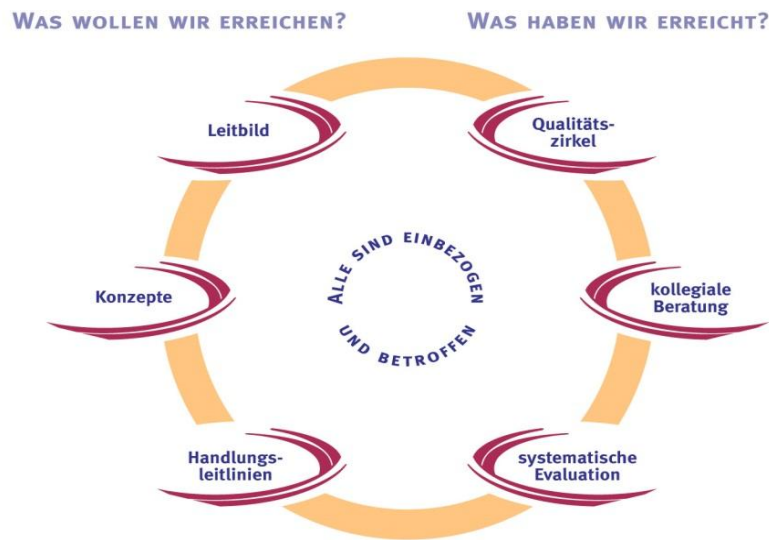 WAS WOLLEN WIR ERREICHEN?
WAS HABEN WIR ERREICHT?
Leitbild
Qualitäts-
zirkel
ALLE SIND EINBEZOGEN
UND BETROFFEN
Konzepte
kollegiale
Beratung
Handlungs-
leitlinien
systematische
Evaluation